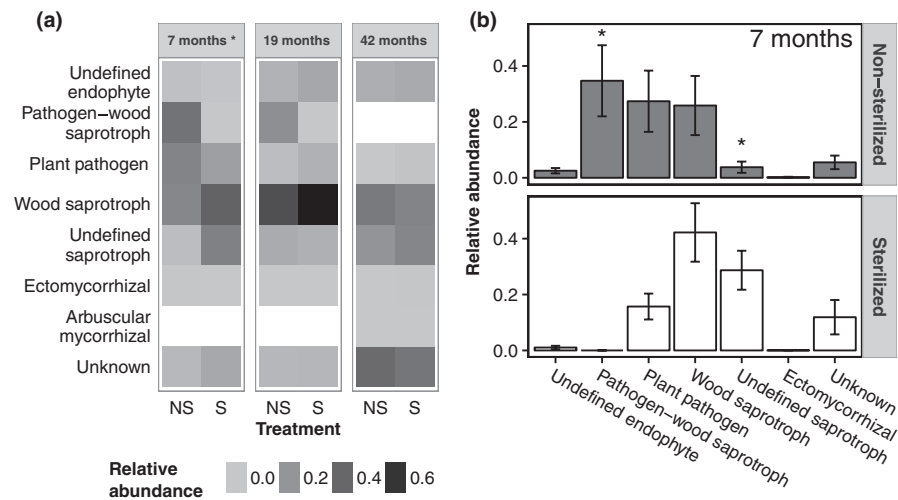 (a)
7 months * 19 months 42 months
Undefined
endophyte
Pathogen–wood
saprotroph
Plant pathogen
Wood saprotroph
Undefined
saprotroph
Ectomycorrhizal
Arbuscular
mycorrhizal
Unknown
NS S NS S NS S
Treatment
Relative
abundance
0.0 0.2 0.4 0.6
(b)
7 months
Non−sterilized
*
*
0.4
0.2
0.0
Relative abundance
Sterilized
0.4
0.2
0.0
Undefined endophyte
Pathogen–wood saprotroph
Plant pathogen
Wood saprotroph
Undefined saprotroph
Ectomycorrhizal
Unknown